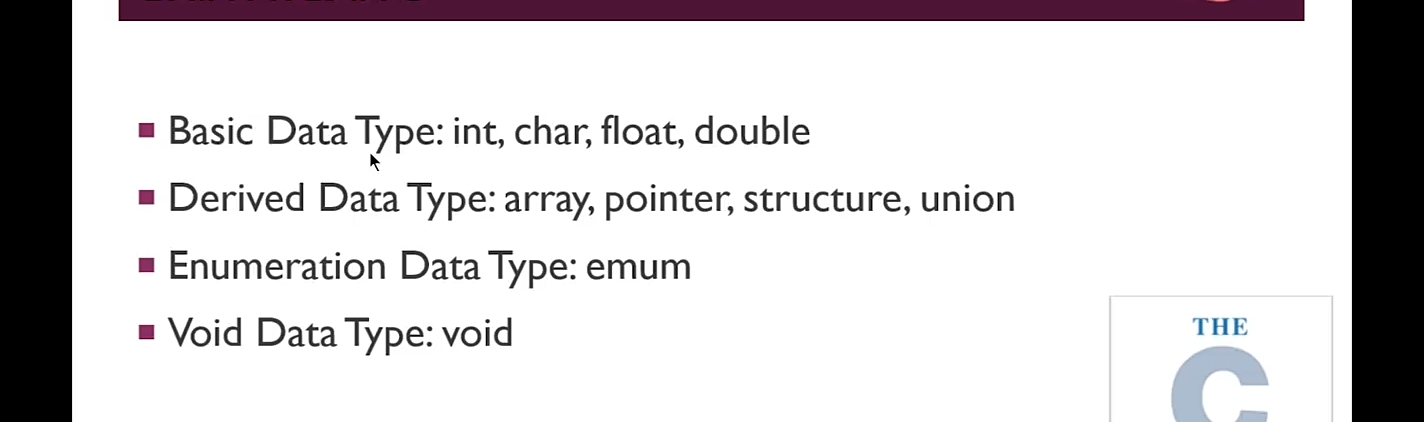 Basic Data Type: int, char, float, double
Derived Data Type: array, pointer, structure, union
Enumeration Data Type: emum
Void Data Type: void
THE
C